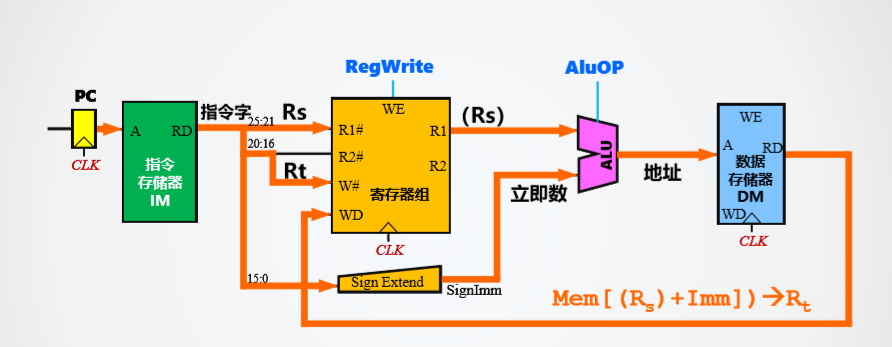 RegWrite
AluOP
PC
CLK
A
RD
指令
存储器
IM
指令字
25:21
Rs
20:16
Rt
15:0
WE
R1#
R2#
W#
WD
R1
R2
寄存器组
CLK
Sign Extend
SignImm
(Rs)
立即数
ALU
地址
WE
A
RD
数据
存储器
DM
WD
CLK
Mem[(Rs)+Imm])→Rt